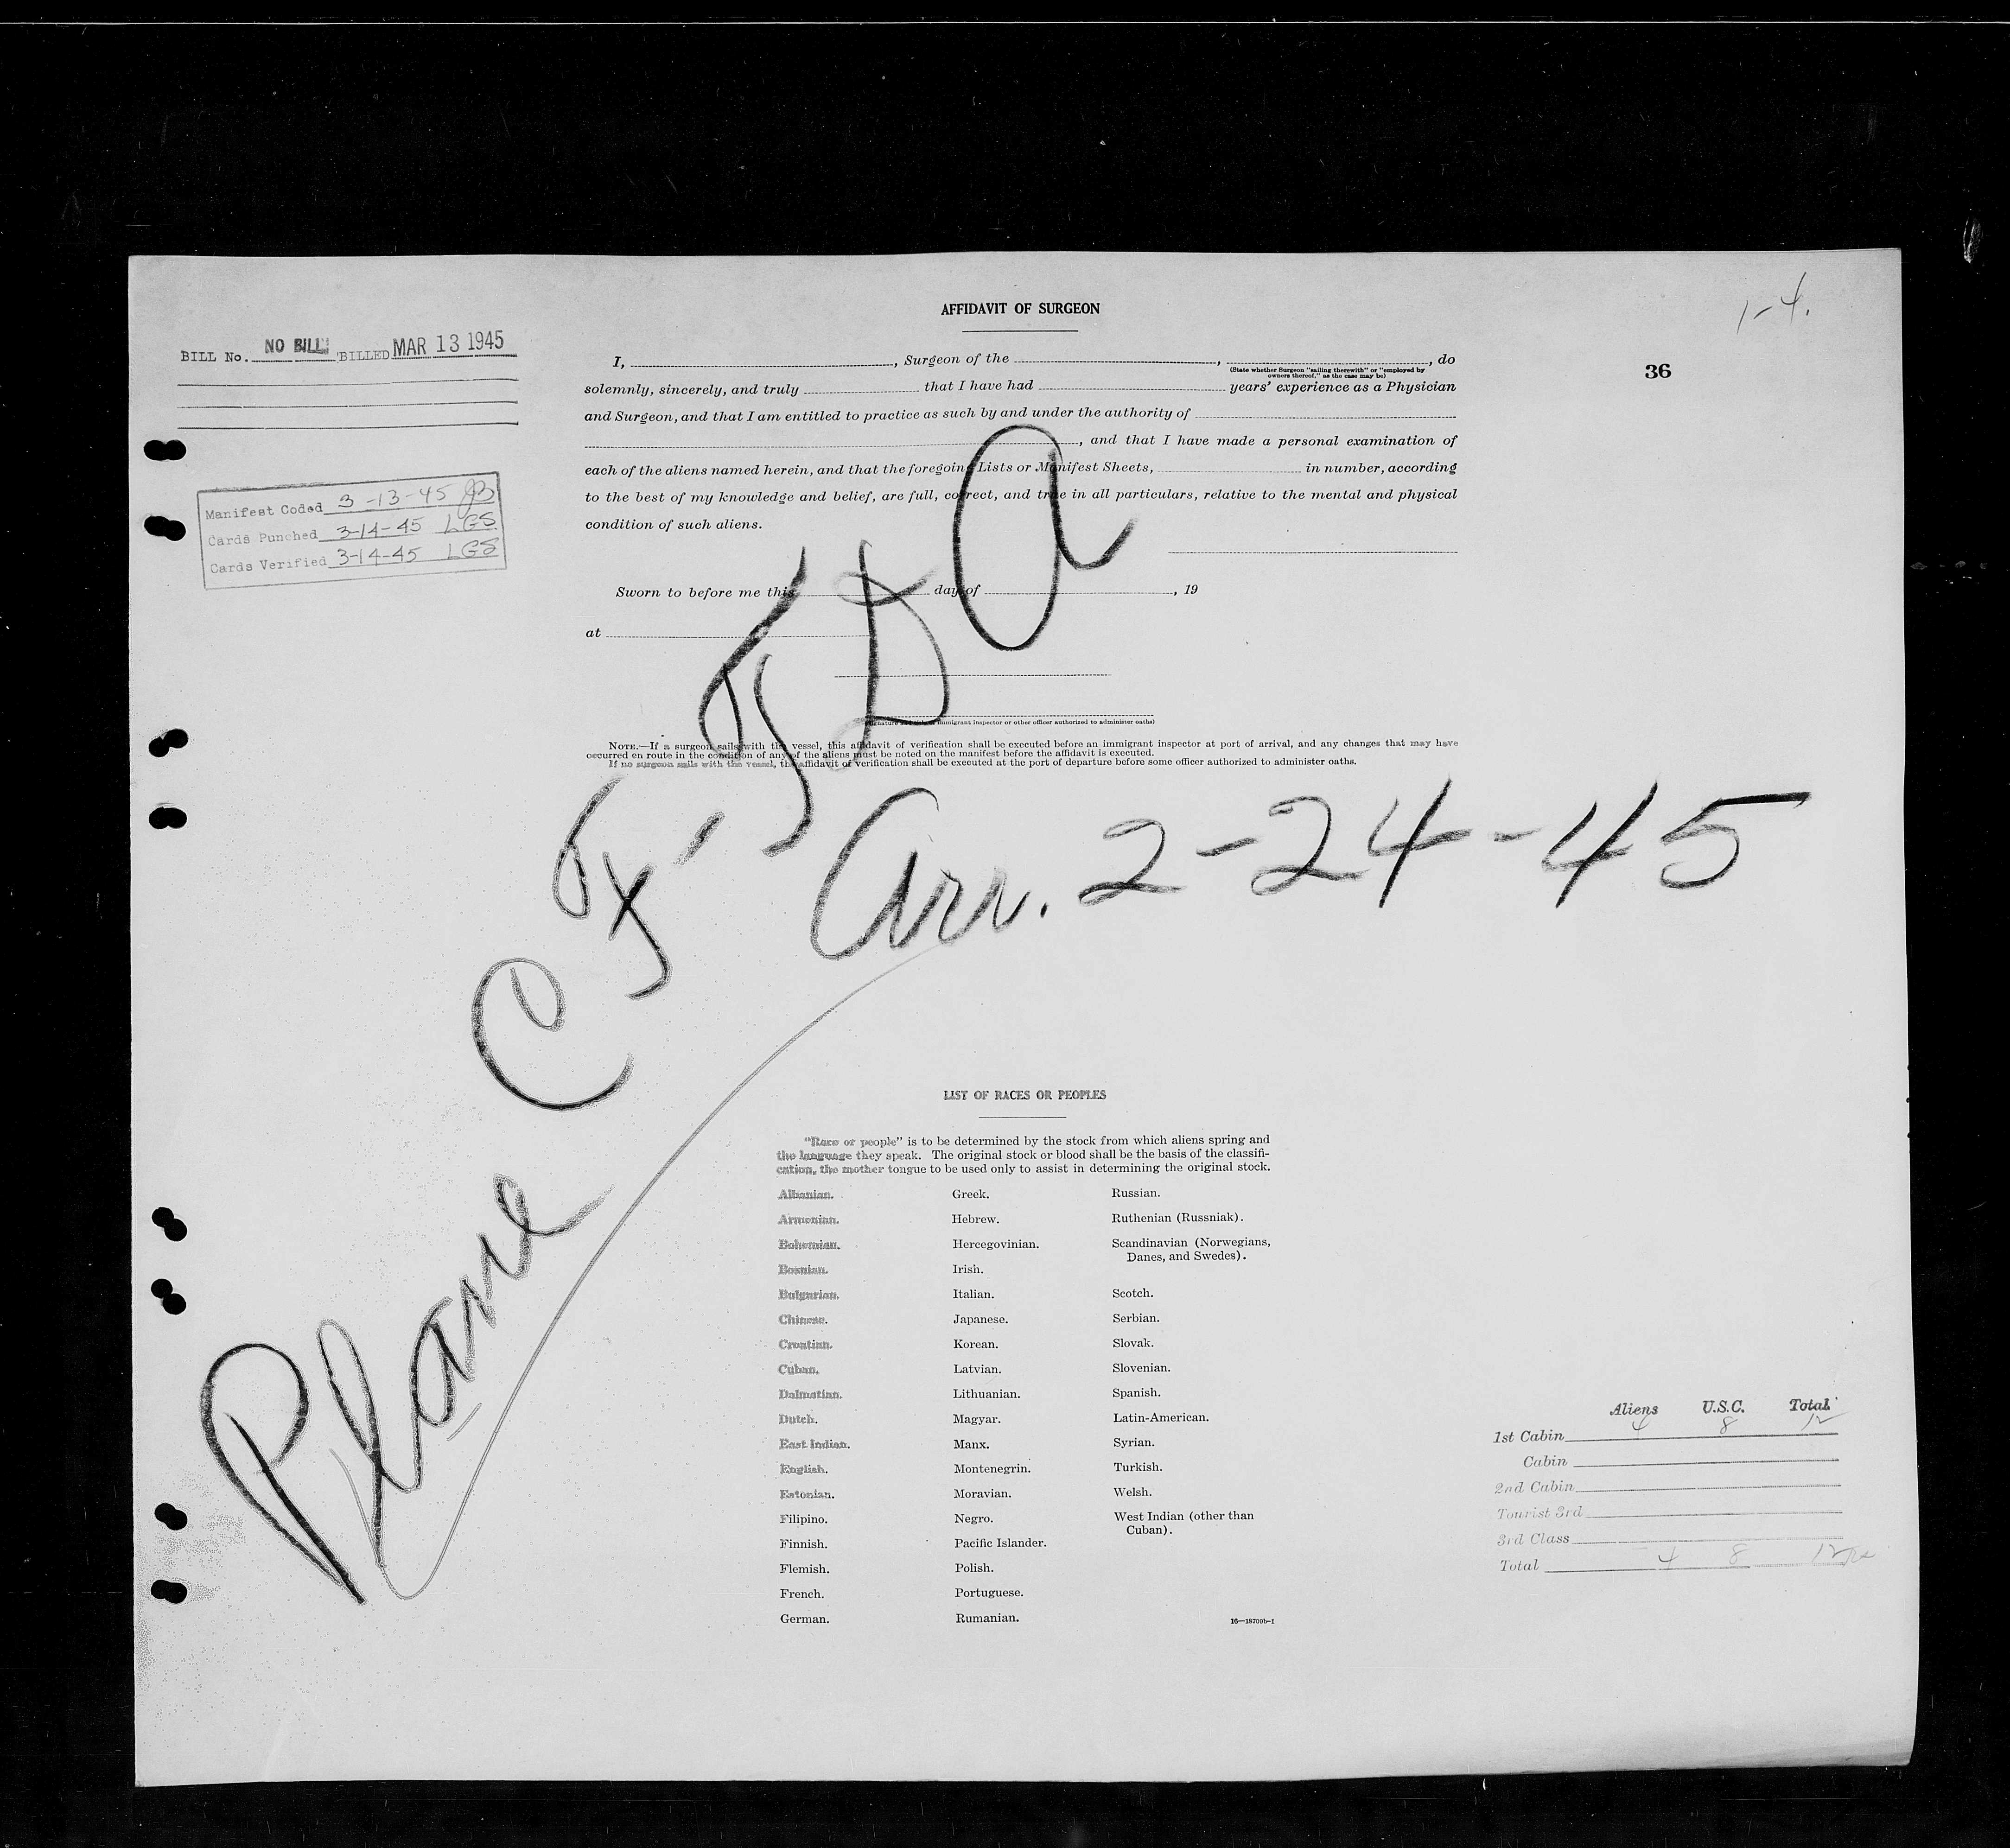 1-4.
AFFIDAVIT OF SURGEON
BILL No. NO BILL BILLED MAR 13 1945
36
I, , Surgeon of the , , do
(State whether Surgeon "sailing therewith" or "employed by
owners thereof," as the case may be)
solemnly, sincerely, and truly that I have had years' experience as a Physician
and Surgeon, and that I am entitled to practice as such by and under the authority of
, and that I have made a personal examination of
each of the aliens named herein, and that the foregoing Lists or Manifest Sheets, in number, according
to the best of my knowledge and belief, are full, correct, and true in all particulars, relative to the mental and physical
condition of such aliens.
Manifest Coded 3-13-45 JB
Cards Punched 3-14-45 LGS
Cards Verified 3-14-45 LGS
Sworn to before me this day of , 19
at
Immigrant Inspector or other officer authorized to administer oaths)
NOTE.—If a surgeon sails with the vessel, this affidavit of verification shall be executed before an immigrant inspector at port of arrival, and any changes that may have
occurred en route in the condition of any of the aliens must be noted on the manifest before the affidavit is executed.
If no surgeon sails with the vessel, the affidavit of verification shall be executed at the port of departure before some officer authorized to administer oaths.
Plane CF-TDA
Arr. 2-24-45
LIST OF RACES OR PEOPLES
"Race or people" is to be determined by the stock from which aliens spring and
the language they speak. The original stock or blood shall be the basis of the classifi-
cation, the mother tongue to be used only to assist in determining the original stock.
Albanian.
Armenian.
Bohemian.
Bosnian.
Bulgarian.
Chinese.
Croatian.
Cuban.
Dalmatian.
Dutch.
East Indian.
English.
Estonian.
Filipino.
Finnish.
Flemish.
French.
German.
Greek.
Hebrew.
Hercegovinian.
Irish.
Italian.
Japanese.
Korean.
Latvian.
Lithuanian.
Magyar.
Manx.
Montenegrin.
Moravian.
Negro.
Pacific Islander.
Polish.
Portuguese.
Rumanian.
Russian.
Ruthenian (Russniak).
Scandinavian (Norwegians,
Danes, and Swedes).
Scotch.
Serbian.
Slovak.
Slovenian.
Spanish.
Latin-American.
Syrian.
Turkish.
Welsh.
West Indian (other than
Cuban).
16—18709b-1
Aliens U.S.C. Total
1st Cabin 4 8 12
Cabin
2nd Cabin
Tourist 3rd
3rd Class
Total 4 8 12